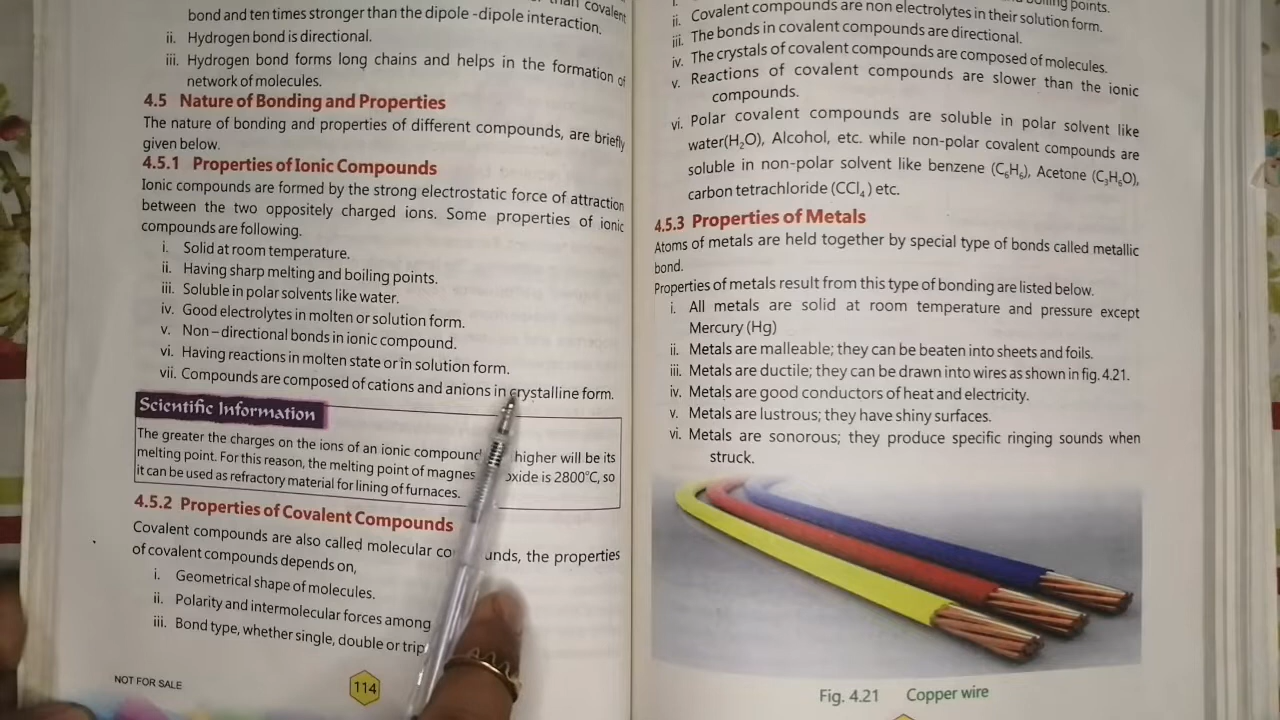 than covalent
bond and ten times stronger than the dipole -dipole interaction.
ii. Hydrogen bond is directional.
iii. Hydrogen bond forms long chains and helps in the formation of
network of molecules.
4.5 Nature of Bonding and Properties
The nature of bonding and properties of different compounds, are briefly
given below.
4.5.1 Properties of Ionic Compounds
Ionic compounds are formed by the strong electrostatic force of attraction
between the two oppositely charged ions. Some properties of ionic
compounds are following.
i. Solid at room temperature.
ii. Having sharp melting and boiling points.
iii. Soluble in polar solvents like water.
iv. Good electrolytes in molten or solution form.
v. Non–directional bonds in ionic compound.
vi. Having reactions in molten state or in solution form.
vii. Compounds are composed of cations and anions in crystalline form.
Scientific Information
The greater the charges on the ions of an ionic compound higher will be its
melting point. For this reason, the melting point of magnes oxide is 2800°C, so
it can be used as refractory material for lining of furnaces.
4.5.2 Properties of Covalent Compounds
Covalent compounds are also called molecular co unds, the properties
of covalent compounds depends on,
i. Geometrical shape of molecules.
ii. Polarity and intermolecular forces among
iii. Bond type, whether single, double or trip
NOT FOR SALE
114
boiling points.
ii. Covalent compounds are non electrolytes in their solution form.
iii. The bonds in covalent compounds are directional.
iv. The crystals of covalent compounds are composed of molecules.
v. Reactions of covalent compounds are slower than the ionic
compounds.
vi. Polar covalent compounds are soluble in polar solvent like
water(H₂O), Alcohol, etc. while non-polar covalent compounds are
soluble in non-polar solvent like benzene (C₆H₆), Acetone (C₃H₆O),
carbon tetrachloride (CCl₄) etc.
4.5.3 Properties of Metals
Atoms of metals are held together by special type of bonds called metallic
bond.
Properties of metals result from this type of bonding are listed below.
i. All metals are solid at room temperature and pressure except
Mercury (Hg)
ii. Metals are malleable; they can be beaten into sheets and foils.
iii. Metals are ductile; they can be drawn into wires as shown in fig. 4.21.
iv. Metals are good conductors of heat and electricity.
v. Metals are lustrous; they have shiny surfaces.
vi. Metals are sonorous; they produce specific ringing sounds when
struck.
Fig. 4.21 Copper wire